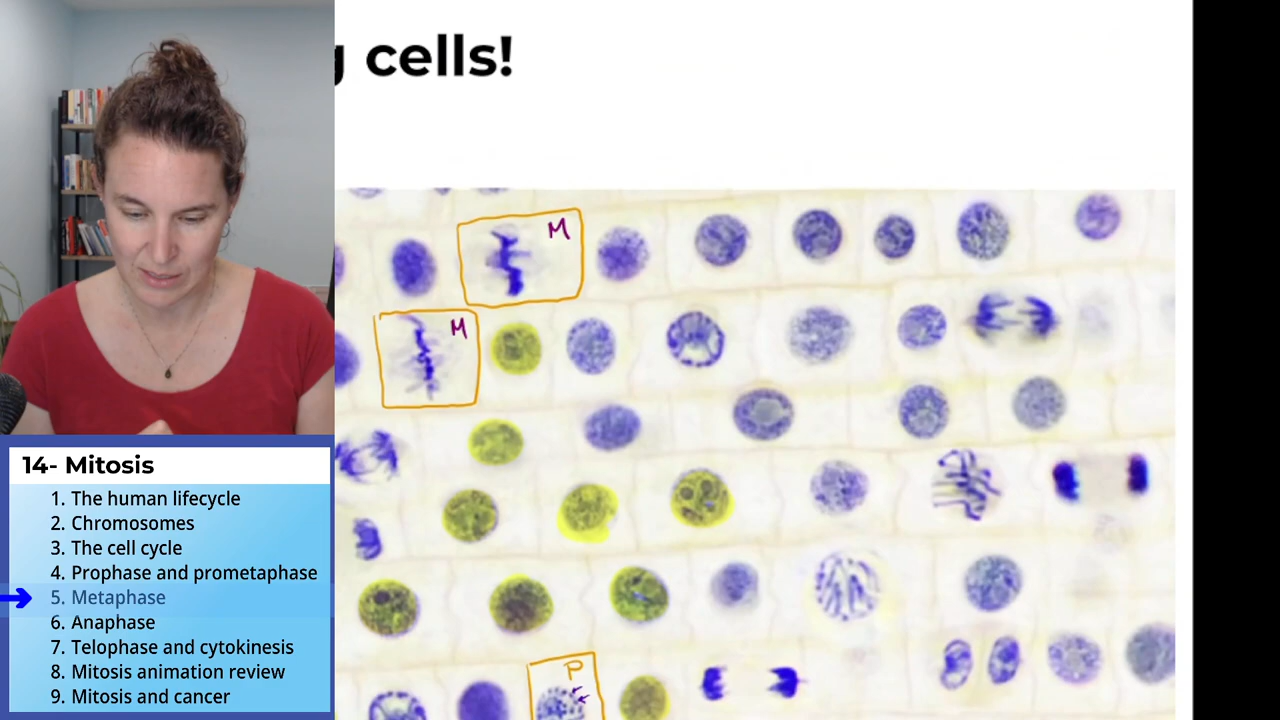 g cells!
M
M
P
14- Mitosis
1. The human lifecycle
2. Chromosomes
3. The cell cycle
4. Prophase and prometaphase
5. Metaphase
6. Anaphase
7. Telophase and cytokinesis
8. Mitosis animation review
9. Mitosis and cancer